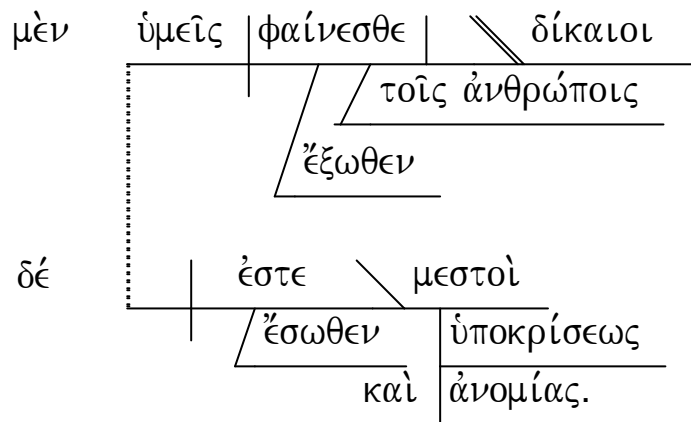 μὲν ὑμεῖς φαίνεσθε δίκαιοι
τοῖς ἀνθρώποις
ἔξωθεν
δέ ἐστε μεστοὶ
ἔσωθεν ὑποκρίσεως
καὶ ἀνομίας.